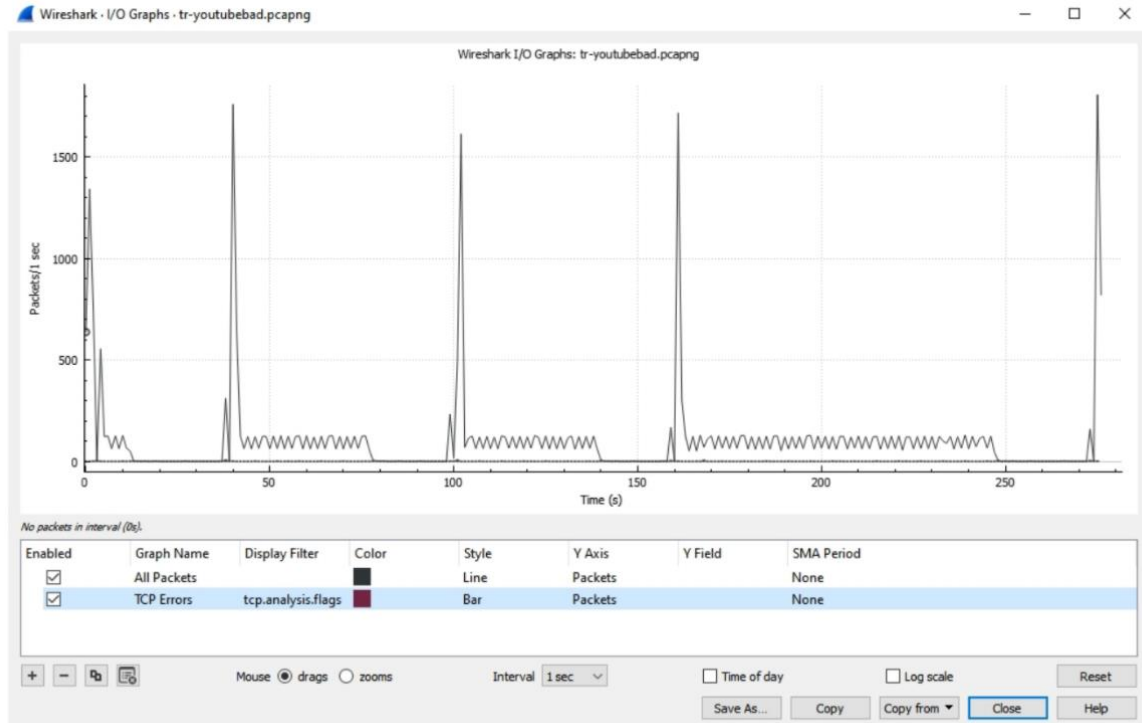 Wireshark · I/O Graphs · tr-youtubebad.pcapng
Wireshark I/O Graphs: tr-youtubebad.pcapng
Packets/1 sec
1500
1000
500
0
0 50 100 150 200 250
Time (s)
No packets in interval (0s).
Enabled Graph Name Display Filter Color Style Y Axis Y Field SMA Period
All Packets Line Packets None
TCP Errors tcp.analysis.flags Bar Packets None
Mouse drags zooms Interval 1 sec Time of day Log scale Reset
Save As... Copy Copy from Close Help